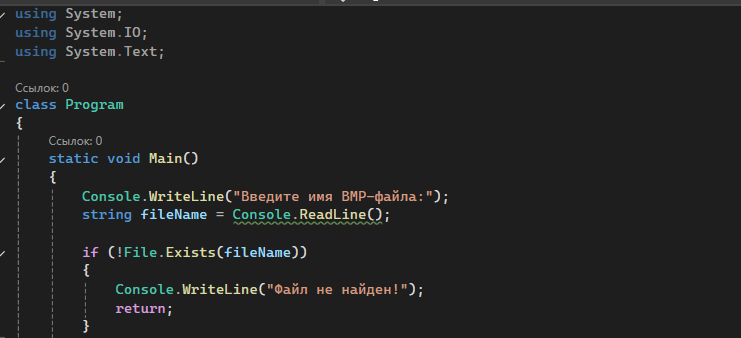 using System;
using System.IO;
using System.Text;
Ссылок: 0
class Program
{
Ссылок: 0
static void Main()
{
Console.WriteLine("Введите имя BMP-файла:");
string fileName = Console.ReadLine();
if (!File.Exists(fileName))
{
Console.WriteLine("Файл не найден!");
return;
}